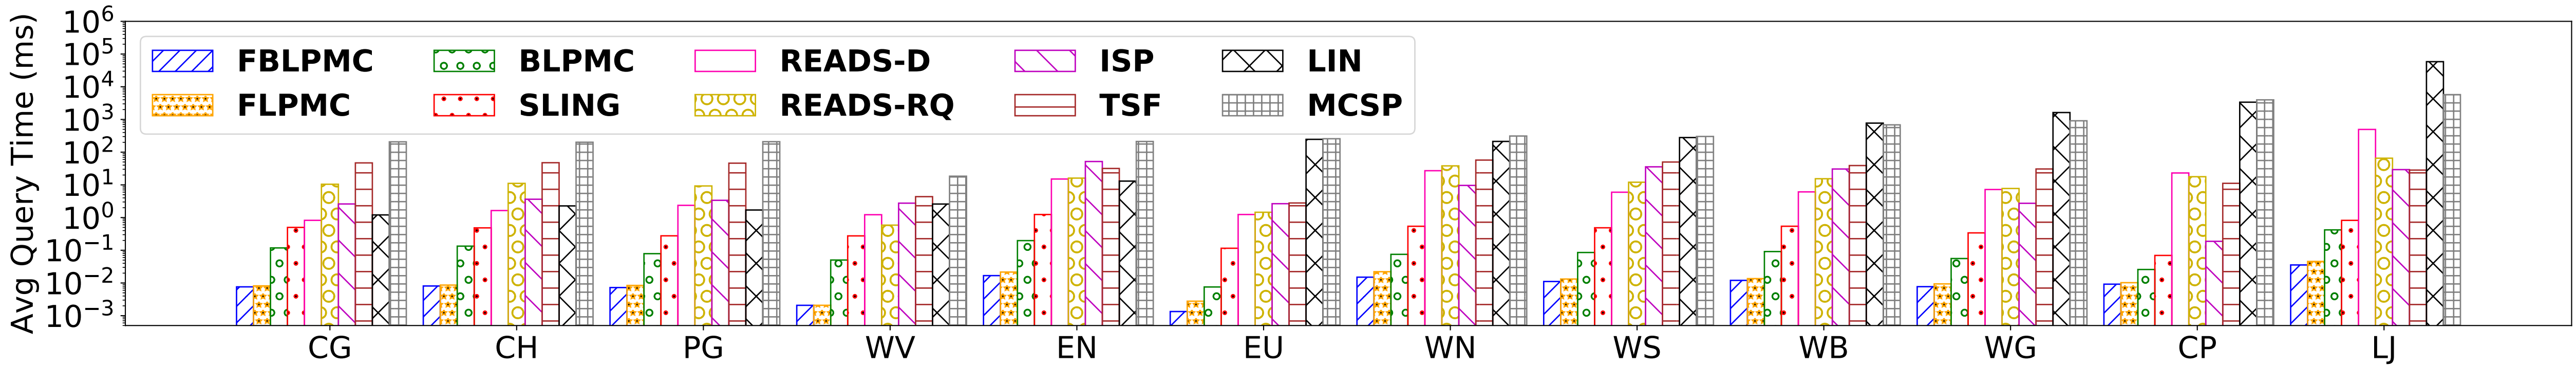 Avg Query Time (ms)
10^6
10^5
10^4
10^3
10^2
10^1
10^0
10^−1
10^−2
10^−3
FBLPMC BLPMC READS-D ISP LIN
FLPMC SLING READS-RQ TSF MCSP
CG CH PG WV EN EU WN WS WB WG CP LJ